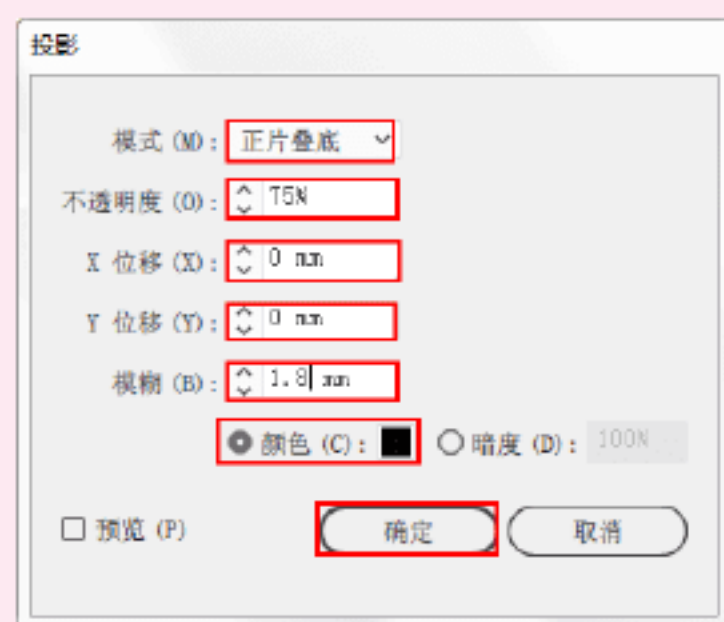 投影
模式 (M): 正片叠底
不透明度 (O): 75%
X 位移 (X): 0 mm
Y 位移 (Y): 0 mm
模糊 (B): 1.8 mm
颜色 (C): 暗度 (D): 100%
预览 (P) 确定 取消